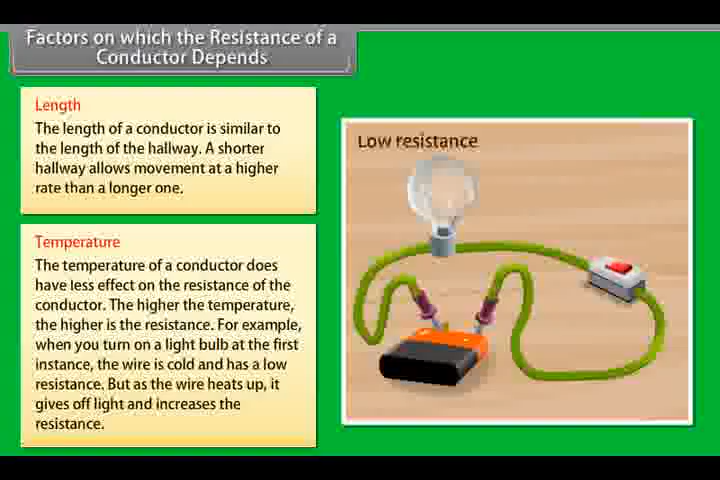 Factors on which the Resistance of a
Conductor Depends
Length
The length of a conductor is similar to
the length of the hallway. A shorter
hallway allows movement at a higher
rate than a longer one.
Temperature
The temperature of a conductor does
have less effect on the resistance of the
conductor. The higher the temperature,
the higher is the resistance. For example,
when you turn on a light bulb at the first
instance, the wire is cold and has a low
resistance. But as the wire heats up, it
gives off light and increases the
resistance.
Low resistance